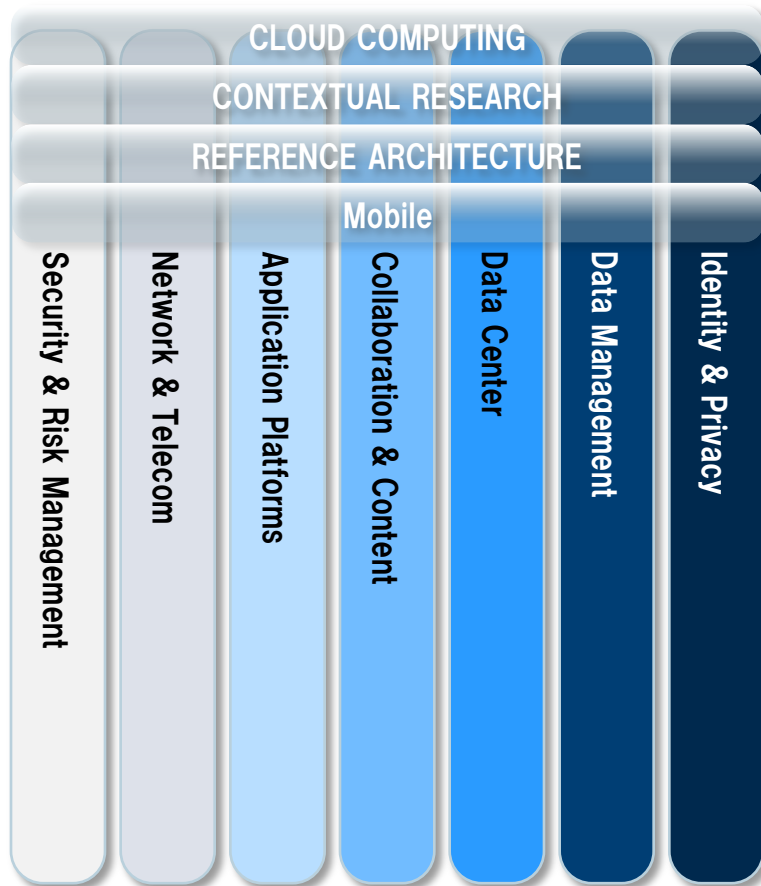 CLOUD COMPUTING
CONTEXTUAL RESEARCH
REFERENCE ARCHITECTURE
Mobile
Security & Risk Management
Network & Telecom
Application Platforms
Collaboration & Content
Data Center
Data Management
Identity & Privacy